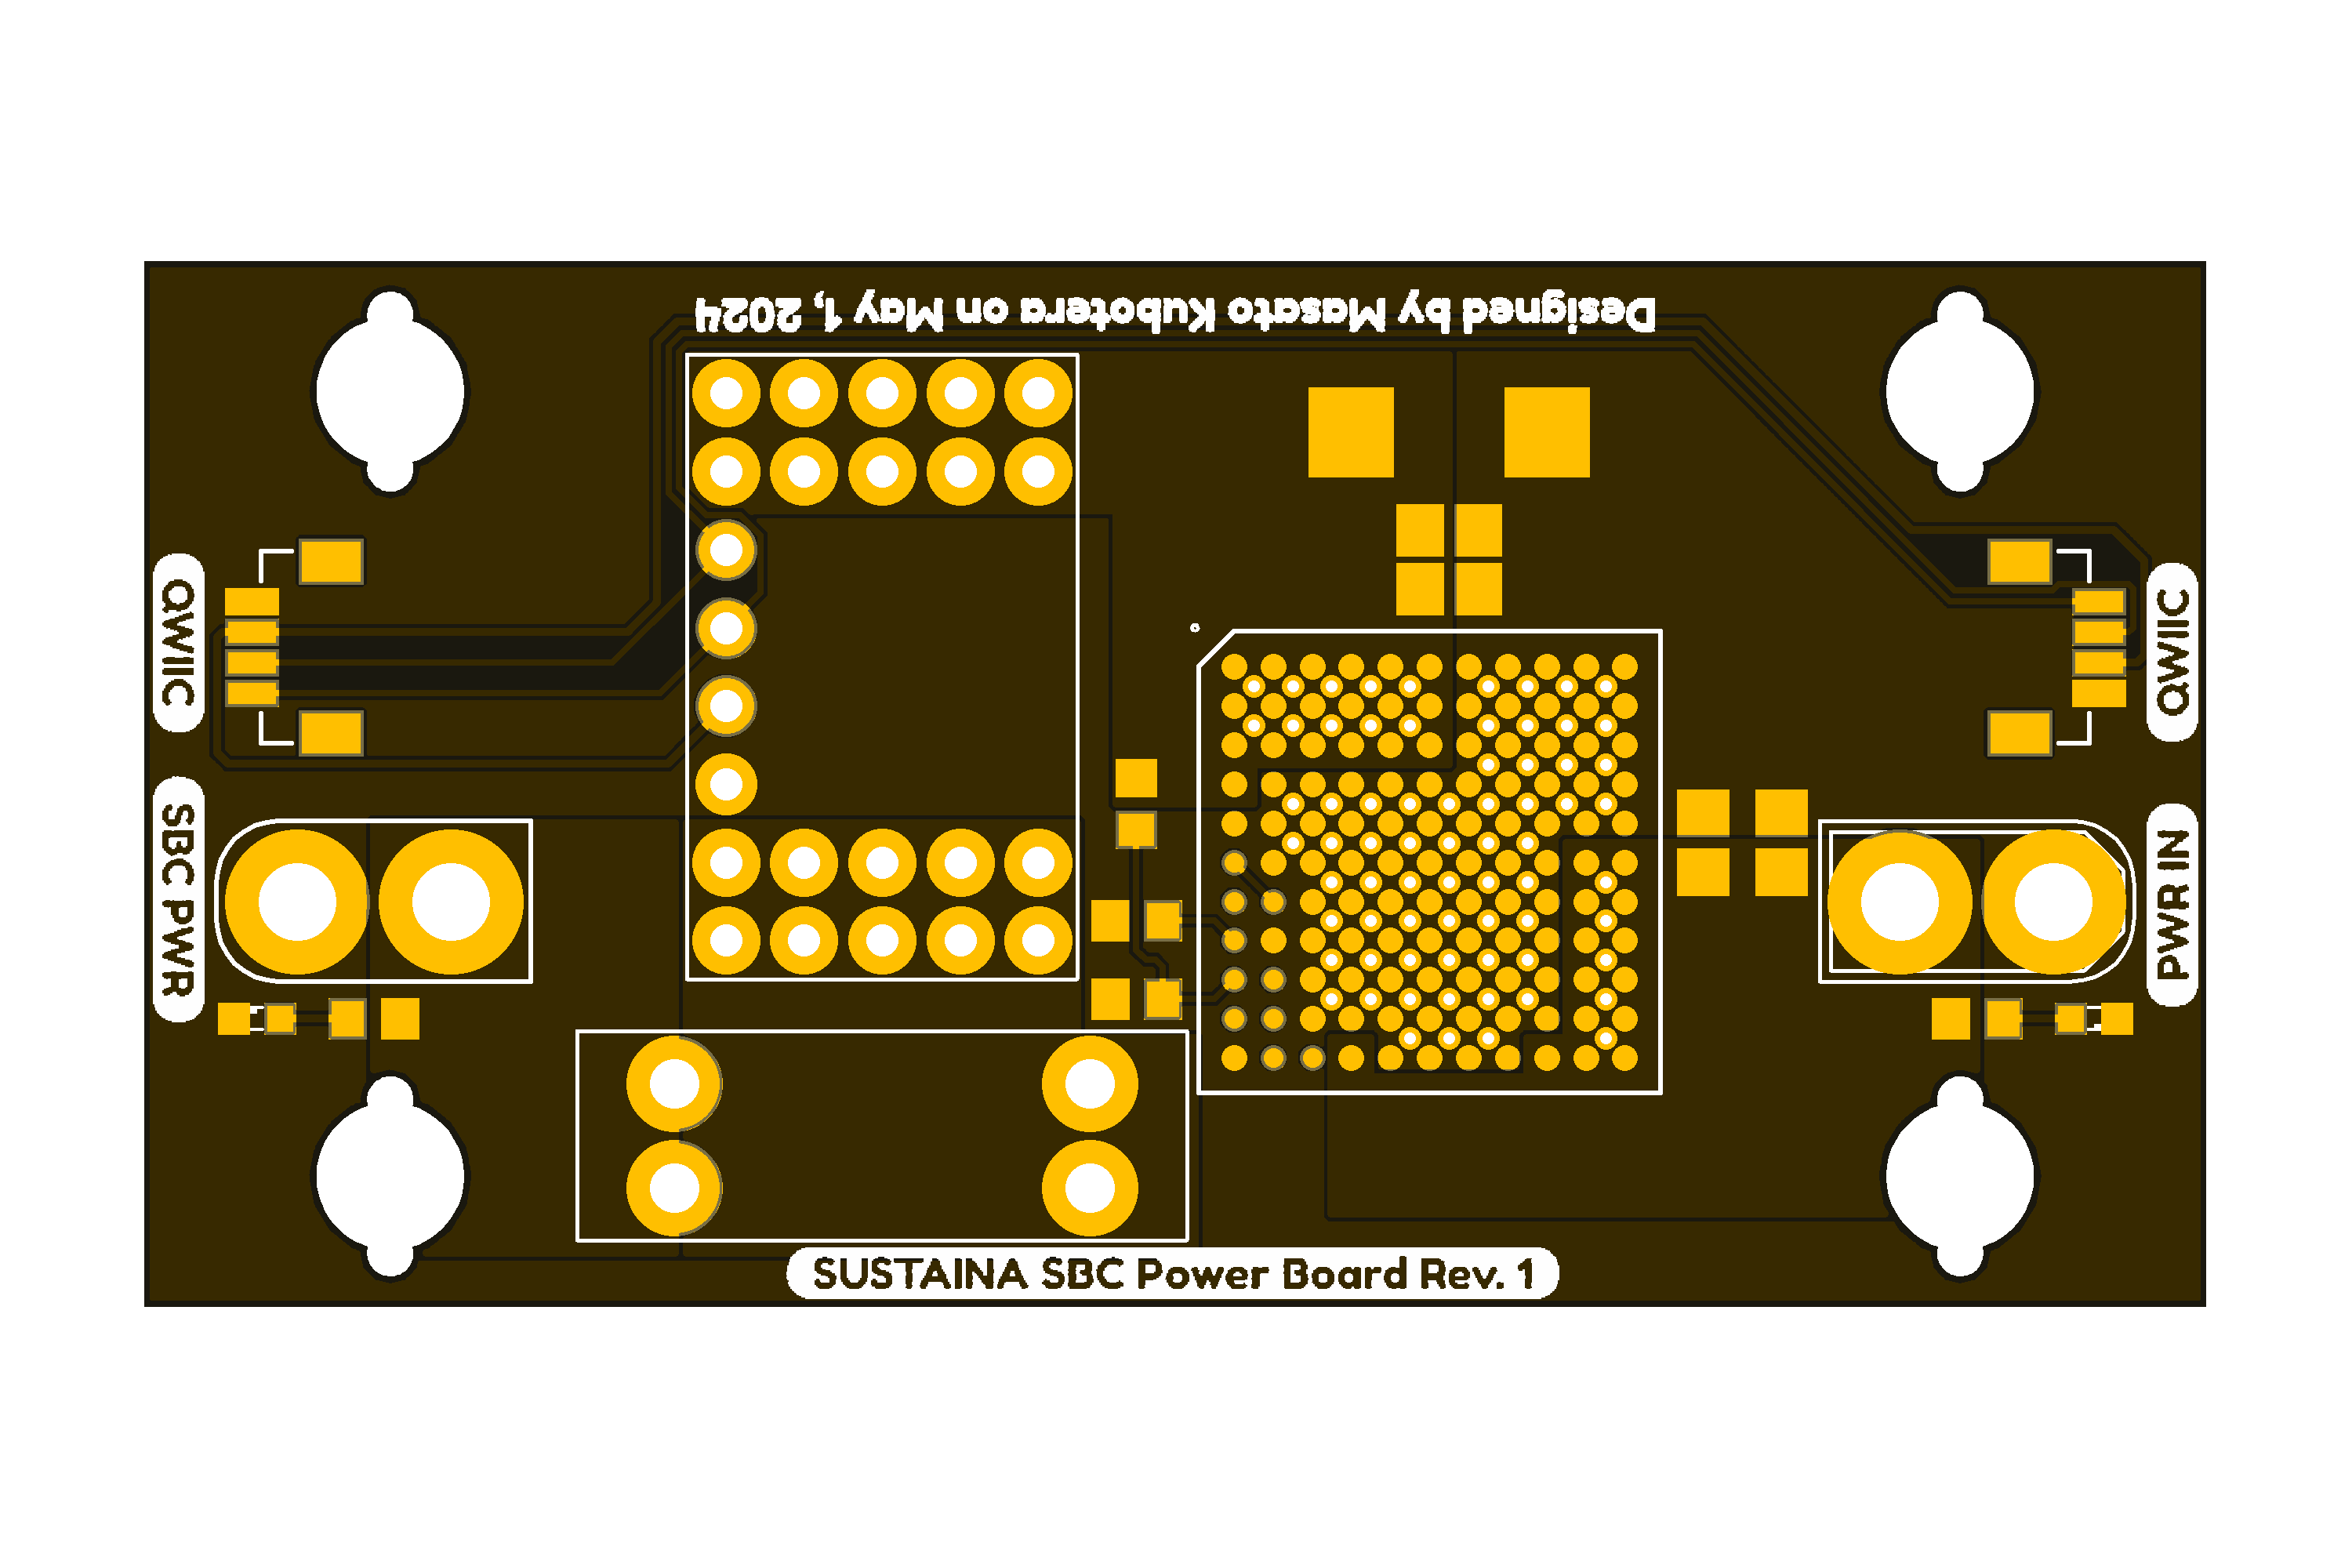 Designed by Masato Kubotera on May 1, 2024
QWIIC
QWIIC
SBC PWR
PWR IN
SUSTAINA SBC Power Board Rev. 1